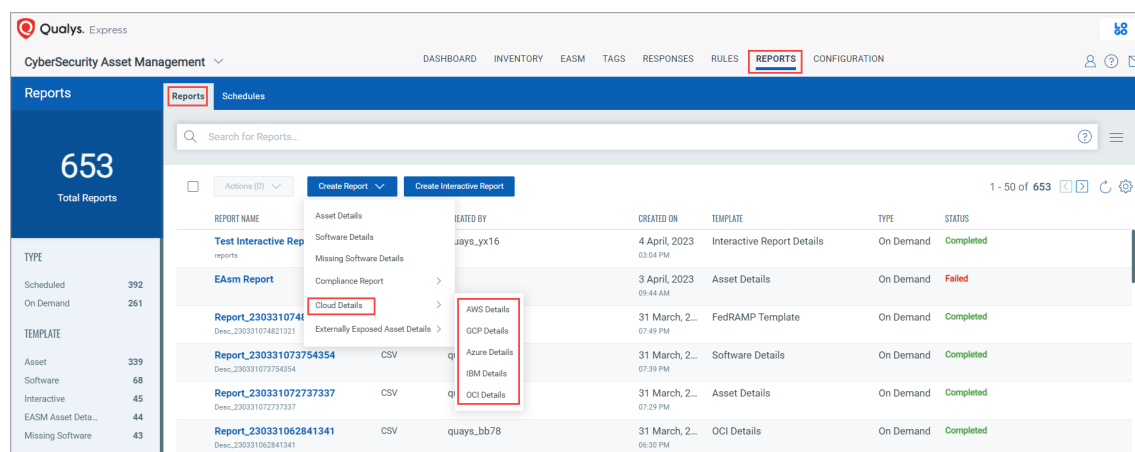 Qualys. Express
CyberSecurity Asset Management
DASHBOARD INVENTORY EASM TAGS RESPONSES RULES REPORTS CONFIGURATION
Reports
Reports Schedules
Search for Reports...
653
Total Reports
Actions (0) Create Report Create Interactive Report
1 - 50 of 653
REPORT NAME EATED BY CREATED ON TEMPLATE TYPE STATUS
Test Interactive Rep uays_yx16 4 April, 2023 Interactive Report Details On Demand Completed
reports 03:04 PM
EAsm Report 3 April, 2023 Asset Details On Demand Failed
09:44 AM
Report_2303310748 31 March, 2... FedRAMP Template On Demand Completed
Desc_230331074821321 07:49 PM
Report_230331073754354 CSV q 31 March, 2... Software Details On Demand Completed
Desc_230331073754354 07:39 PM
Report_230331072737337 CSV q 31 March, 2... Asset Details On Demand Completed
Desc_230331072737337 07:29 PM
Report_230331062841341 CSV quays_bb78 31 March, 2... OCI Details On Demand Completed
Desc_230331062841341 06:30 PM
Asset Details
Software Details
Missing Software Details
Compliance Report
Cloud Details
Externally Exposed Asset Details
AWS Details
GCP Details
Azure Details
IBM Details
OCI Details
TYPE
Scheduled 392
On Demand 261
TEMPLATE
Asset 339
Software 68
Interactive 45
EASM Asset Deta... 44
Missing Software 43